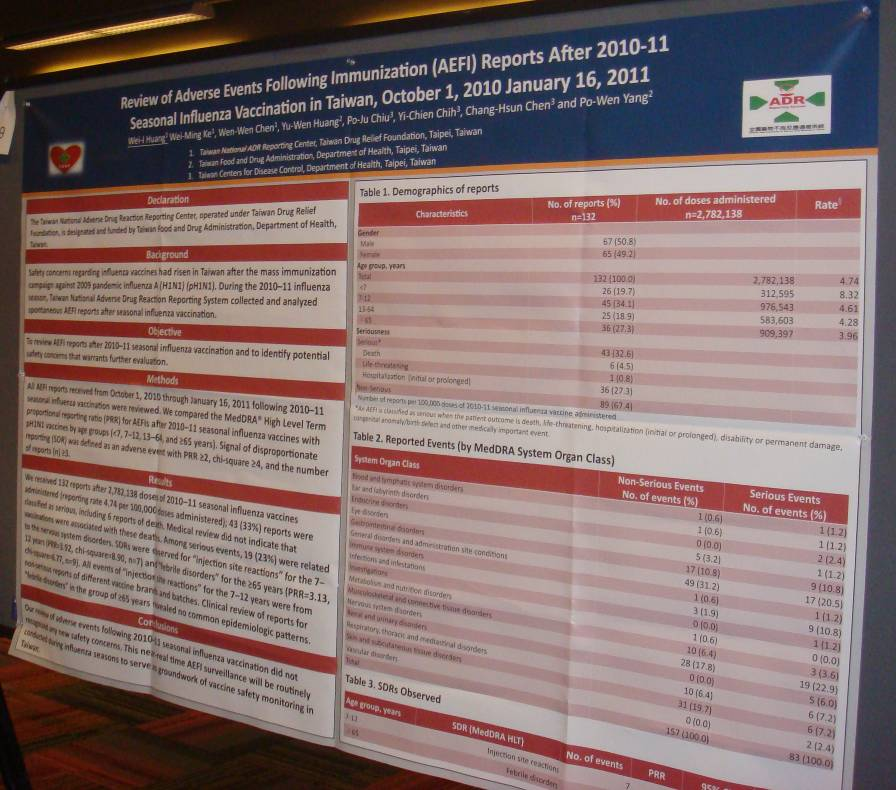 Review of Adverse Events Following Immunization (AEFI) Reports After 2010-11
Seasonal Influenza Vaccination in Taiwan, October 1, 2010 January 16, 2011
Wei-I Huang¹ Wei-Ming Ke¹, Wen-Wen Chen¹, Yu-Wen Huang², Po-Ju Chiu³, Yi-Chien Chih³, Chang-Hsun Chen³ and Po-Wen Yang²
1. Taiwan National ADR Reporting Center, Taiwan Drug Relief Foundation, Taipei, Taiwan
2. Taiwan Food and Drug Administration, Department of Health, Taipei, Taiwan
3. Taiwan Centers for Disease Control, Department of Health, Taipei, Taiwan
ADR
全國藥物不良反應通報系統
Declaration
The Taiwan National Adverse Drug Reaction Reporting Center, operated under Taiwan Drug Relief
Foundation, is designated and funded by Taiwan Food and Drug Administration, Department of Health,
Taiwan.
Background
Safety concerns regarding influenza vaccines had risen in Taiwan after the mass immunization
campaign against 2009 pandemic influenza A (H1N1) (pH1N1). During the 2010–11 influenza
season, Taiwan National Adverse Drug Reaction Reporting System collected and analyzed
spontaneous AEFI reports after seasonal influenza vaccination.
Objective
To review AEFI reports after 2010–11 seasonal influenza vaccination and to identify potential
safety concerns that warrants further evaluation.
Methods
All AEFI reports received from October 1, 2010 through January 16, 2011 following 2010–11
seasonal influenza vaccination were reviewed. We compared the MedDRA® High Level Term
proportional reporting ratio (PRR) for AEFIs after 2010–11 seasonal influenza vaccines with
pH1N1 vaccines by age groups (<7, 7–12, 13–64, and ≥65 years). Signal of disproportionate
reporting (SDR) was defined as an adverse event with PRR ≥2, chi-square ≥4, and the number
of reports (n) ≥3.
Results
We received 132 reports after 2,782,138 doses of 2010–11 seasonal influenza vaccines
administered (reporting rate 4.74 per 100,000 doses administered); 43 (33%) reports were
classified as serious, including 6 reports of death. Medical review did not indicate that
vaccinations were associated with these deaths. Among serious events, 19 (23%) were related
to the nervous system disorders. SDRs were observed for "injection site reactions" for the 7–
12 years (PRR=3.92, chi-square=8.90, n=7) and "febrile disorders" for the ≥65 years (PRR=3.13,
chi-square=6.77, n=9). All events of "injection site reactions" for the 7–12 years were from
non-serious reports of different vaccine brands and batches. Clinical review of reports for
"febrile disorders" in the group of ≥65 years revealed no common epidemiologic patterns.
Conclusions
Our review of adverse events following 2010–11 seasonal influenza vaccination did not
recognized any new safety concerns. This near real time AEFI surveillance will be routinely
conducted during influenza seasons to serve as groundwork of vaccine safety monitoring in
Taiwan.
Table 1. Demographics of reports
Characteristics No. of reports (%) n=132 No. of doses administered n=2,782,138 Rate§
Gender
Male 67 (50.8)
Female 65 (49.2)
Age group, years
Total 132 (100.0) 2,782,138 4.74
<7 26 (19.7) 312,595 8.32
7-12 45 (34.1) 976,543 4.61
13-64 25 (18.9) 583,603 4.28
65 36 (27.3) 909,397 3.96
Seriousness
Serious* 43 (32.6)
Death 6 (4.5)
Life-threatening 1 (0.8)
Hospitalization (initial or prolonged) 36 (27.3)
Non-Serious 89 (67.4)
Number of reports per 100,000 doses of 2010-11 seasonal influenza vaccine administered
*An AEFI is classified as serious when the patient outcome is death, life-threatening, hospitalization (initial or prolonged), disability or permanent damage,
congenital anomaly/birth defect and other medically important event.
Table 2. Reported Events (by MedDRA System Organ Class)
System Organ Class Non-Serious Events No. of events (%) Serious Events No. of events (%)
Blood and lymphatic system disorders 1 (0.6) 1 (1.2)
Ear and labyrinth disorders 1 (0.6) 1 (1.2)
Endocrine disorders 0 (0.0) 2 (2.4)
Eye disorders 5 (3.2) 1 (1.2)
Gastrointestinal disorders 17 (10.8) 9 (10.8)
General disorders and administration site conditions 49 (31.2) 17 (20.5)
Immune system disorders 1 (0.6) 1 (1.2)
Infections and infestations 3 (1.9) 9 (10.8)
Investigations 0 (0.0) 1 (1.2)
Metabolism and nutrition disorders 1 (0.6) 0 (0.0)
Musculoskeletal and connective tissue disorders 10 (6.4) 3 (3.6)
Nervous system disorders 28 (17.8) 19 (22.9)
Renal and urinary disorders 0 (0.0) 5 (6.0)
Respiratory, thoracic and mediastinal disorders 10 (6.4) 6 (7.2)
Skin and subcutaneous tissue disorders 31 (19.7) 6 (7.2)
Vascular disorders 0 (0.0) 2 (2.4)
Total 157 (100.0) 83 (100.0)
Table 3. SDRs Observed
Age group, years SDR (MedDRA HLT) No. of events PRR 95%
7-12 Injection site reactions 7
65 Febrile disorders